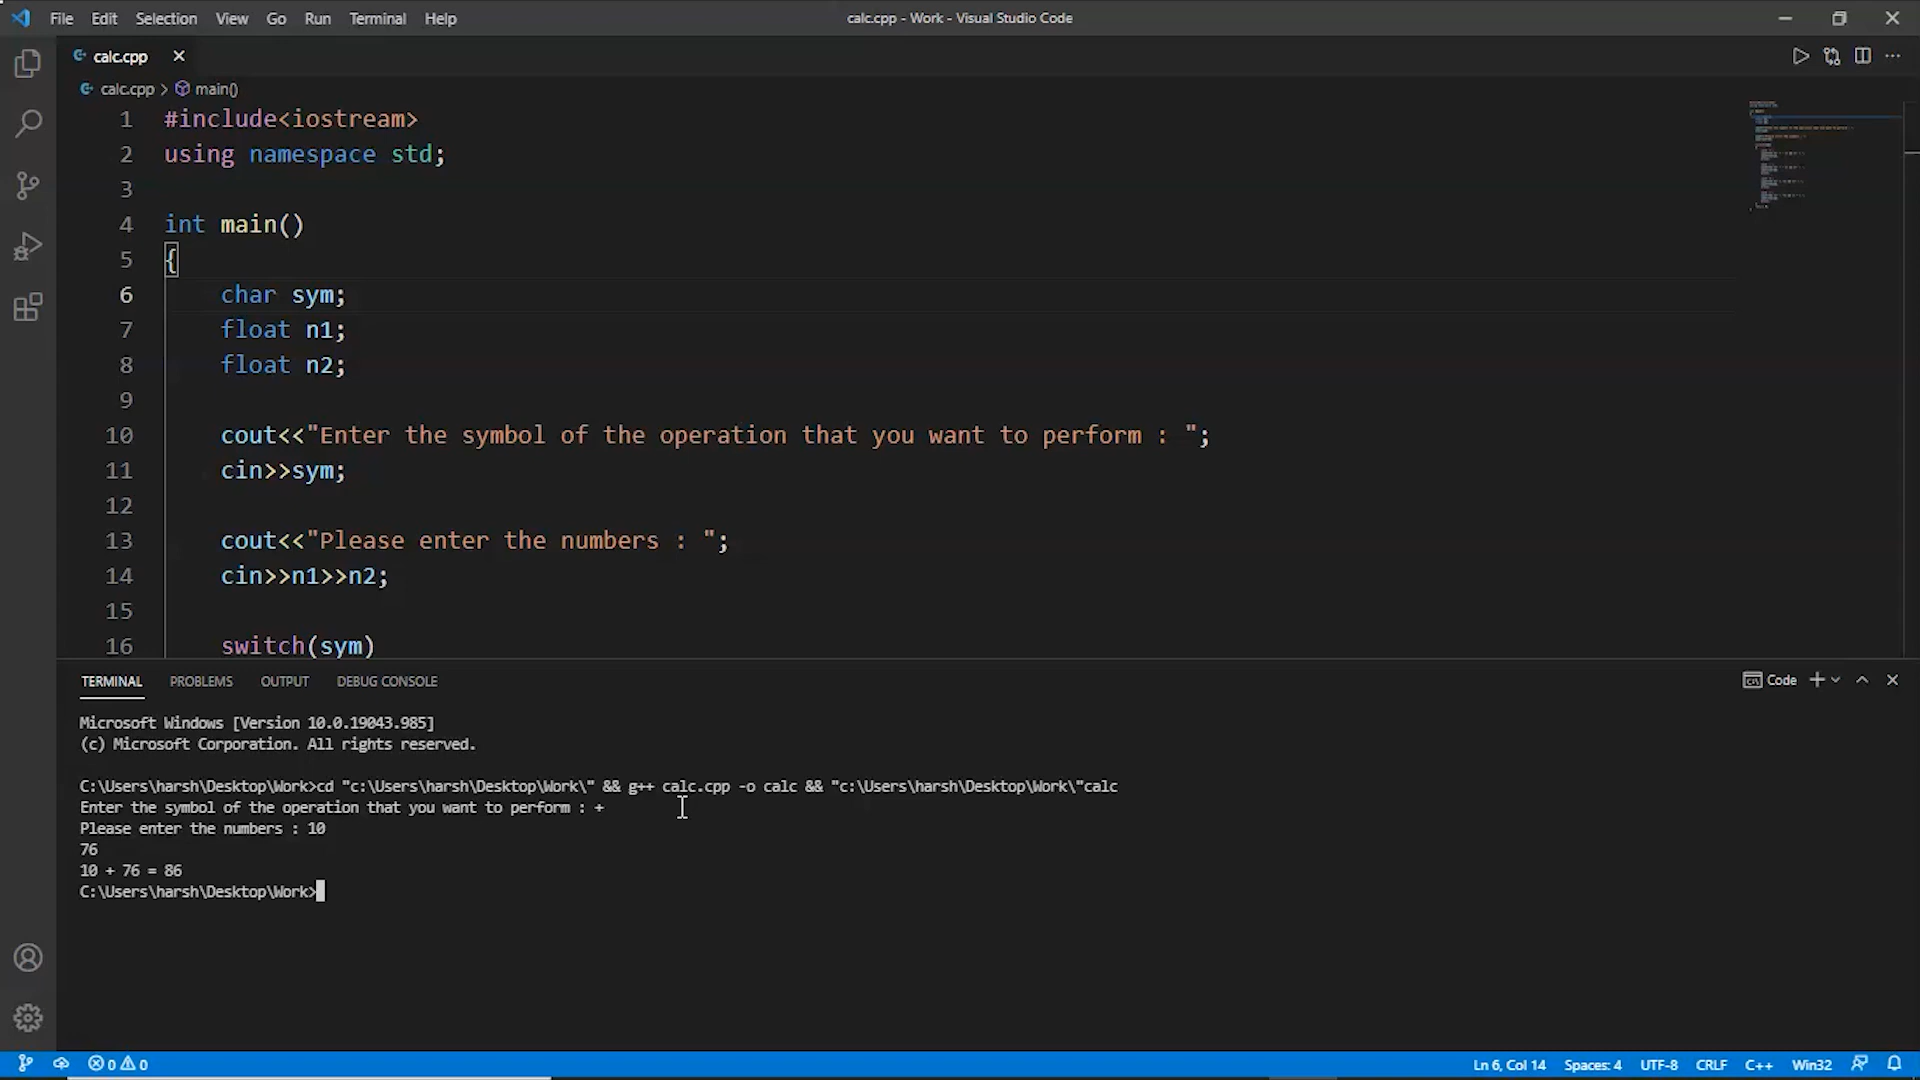 File Edit Selection View Go Run Terminal Help calc.cpp - Work - Visual Studio Code
calc.cpp
calc.cpp > main()
1 #include<iostream>
2 using namespace std;
3
4 int main()
5 {
6 char sym;
7 float n1;
8 float n2;
9
10 cout<<"Enter the symbol of the operation that you want to perform : ";
11 cin>>sym;
12
13 cout<<"Please enter the numbers : ";
14 cin>>n1>>n2;
15
16 switch(sym)
TERMINAL PROBLEMS OUTPUT DEBUG CONSOLE Code
Microsoft Windows [Version 10.0.19043.985]
(c) Microsoft Corporation. All rights reserved.
C:\Users\harsh\Desktop\Work>cd "c:\Users\harsh\Desktop\Work\" && g++ calc.cpp -o calc && "c:\Users\harsh\Desktop\Work\"calc
Enter the symbol of the operation that you want to perform : +
Please enter the numbers : 10
76
10 + 76 = 86
C:\Users\harsh\Desktop\Work>
0 0 Ln 6, Col 14 Spaces: 4 UTF-8 CRLF C++ Win32